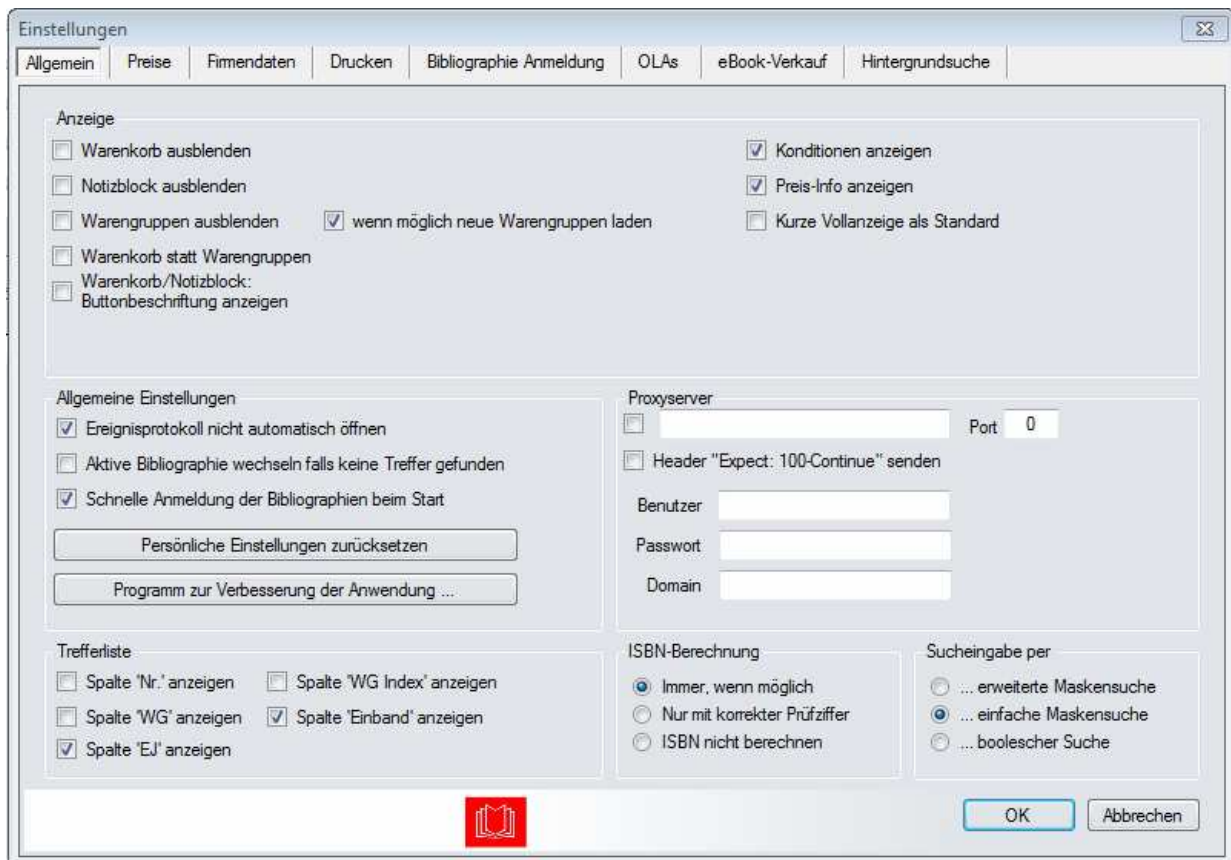 Einstellungen
Allgemein Preise Firmendaten Drucken Bibliographie Anmeldung OLAs eBook-Verkauf Hintergrundsuche
Anzeige
Warenkorb ausblenden
Konditionen anzeigen
Notizblock ausblenden
Preis-Info anzeigen
Warengruppen ausblenden
wenn möglich neue Warengruppen laden
Kurze Vollanzeige als Standard
Warenkorb statt Warengruppen
Warenkorb/Notizblock:
Buttonbeschriftung anzeigen
Allgemeine Einstellungen
Ereignisprotokoll nicht automatisch öffnen
Aktive Bibliographie wechseln falls keine Treffer gefunden
Schnelle Anmeldung der Bibliographien beim Start
Persönliche Einstellungen zurücksetzen
Programm zur Verbesserung der Anwendung ...
Proxyserver
Port 0
Header "Expect: 100-Continue" senden
Benutzer
Passwort
Domain
Trefferliste
Spalte 'Nr.' anzeigen
Spalte 'WG Index' anzeigen
Spalte 'WG' anzeigen
Spalte 'Einband' anzeigen
Spalte 'EJ' anzeigen
ISBN-Berechnung
Immer, wenn möglich
Nur mit korrekter Prüfziffer
ISBN nicht berechnen
Sucheingabe per
... erweiterte Maskensuche
... einfache Maskensuche
... boolescher Suche
OK
Abbrechen